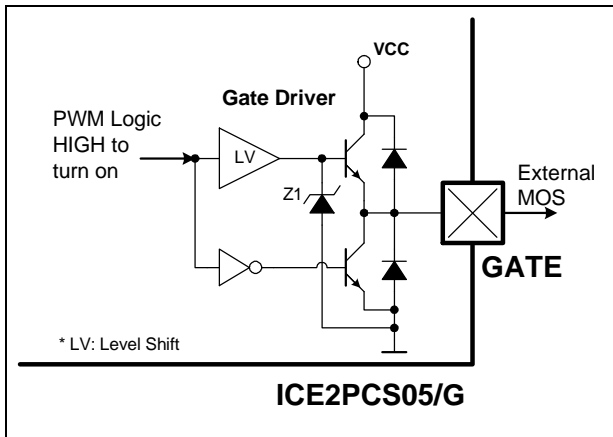 VCC
Gate Driver
PWM Logic
HIGH to
turn on
LV
Z1
External
MOS
GATE
* LV: Level Shift
ICE2PCS05/G